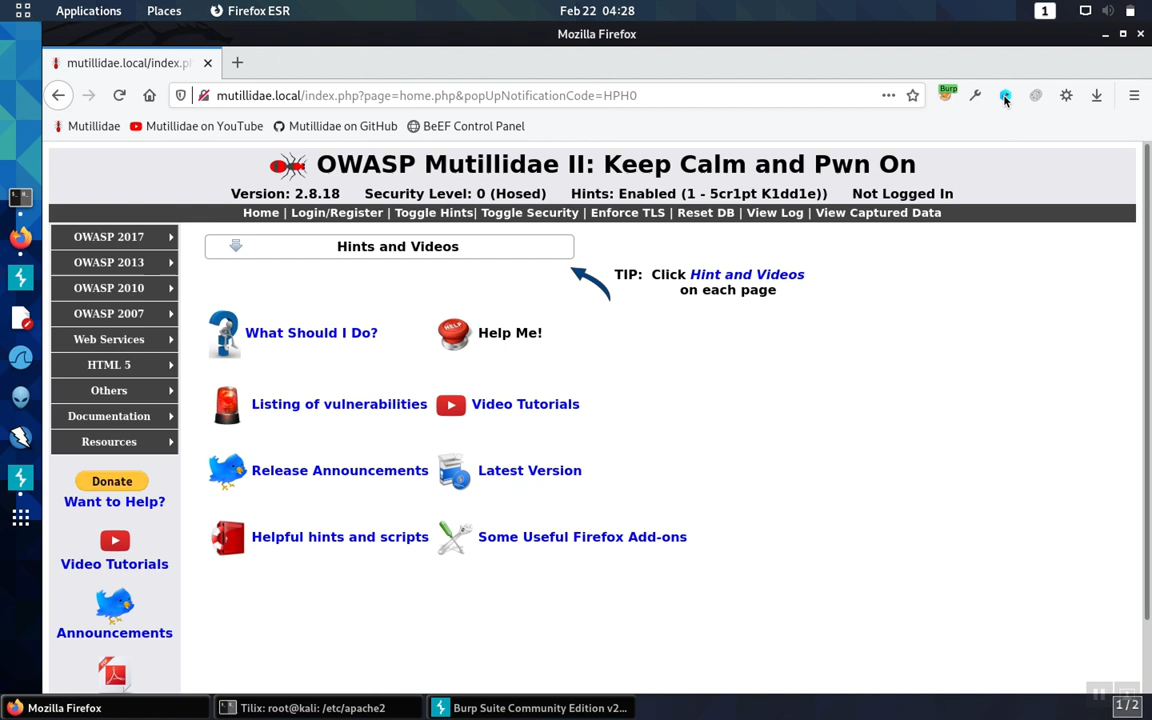 Applications Places Firefox ESR Feb 22 04:28 1
Mozilla Firefox
mutillidae.local/index.ph
mutillidae.local/index.php?page=home.php&popUpNotificationCode=HPH0 Burp
Mutillidae Mutillidae on YouTube Mutillidae on GitHub BeEF Control Panel
OWASP Mutillidae II: Keep Calm and Pwn On
Version: 2.8.18 Security Level: 0 (Hosed) Hints: Enabled (1 - 5cr1pt K1dd1e)) Not Logged In
Home | Login/Register | Toggle Hints| Toggle Security | Enforce TLS | Reset DB | View Log | View Captured Data
OWASP 2017
OWASP 2013
OWASP 2010
OWASP 2007
Web Services
HTML 5
Others
Documentation
Resources
Donate
Want to Help?
Video Tutorials
Announcements
Hints and Videos
TIP: Click Hint and Videos
on each page
What Should I Do? HELP Help Me!
Listing of vulnerabilities Video Tutorials
Release Announcements Latest Version
Helpful hints and scripts Some Useful Firefox Add-ons
Mozilla Firefox Tilix: root@kali: /etc/apache2 Burp Suite Community Edition v2... 1/2